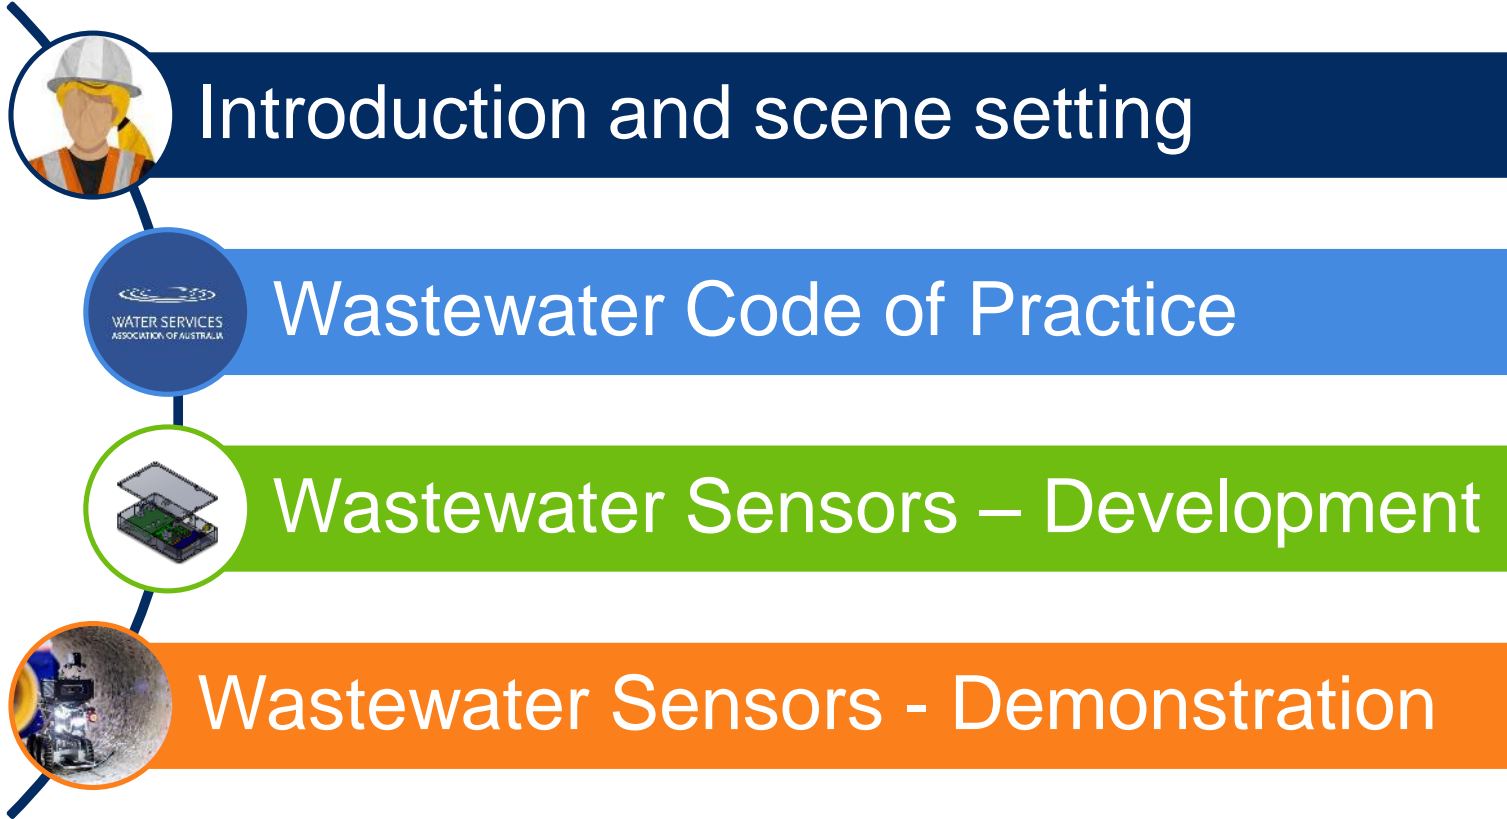 Introduction and scene setting
WATER SERVICES
ASSOCIATION OF AUSTRALIA
Wastewater Code of Practice
Wastewater Sensors – Development
Wastewater Sensors - Demonstration